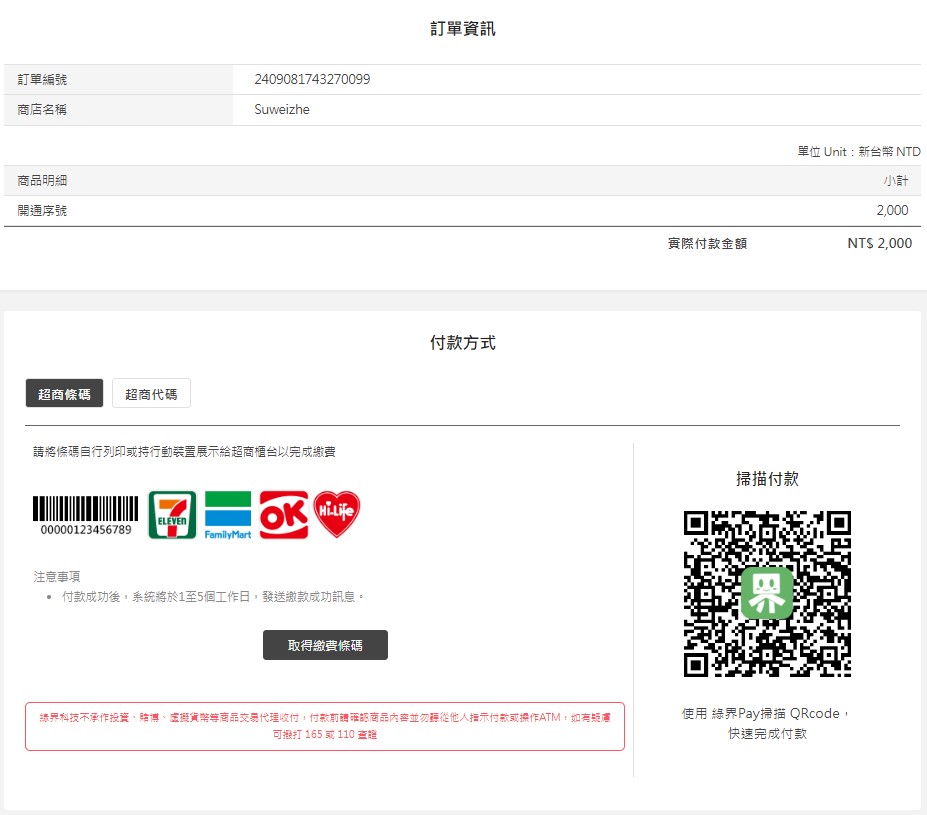 訂單資訊
訂單編號 2409081743270099
商店名稱 Suweizhe
單位 Unit：新台幣 NTD
商品明細 小計
開通序號 2,000
實際付款金額 NT$ 2,000
付款方式
超商條碼 超商代碼
請將條碼自行列印或持行動裝置展示給超商櫃台以完成繳費
00000123456789
7
ELEVEN
FamilyMart
OK
Hi-Life
注意事項
• 付款成功後，系統將於1至5個工作日，發送繳款成功訊息。
取得繳費條碼
綠界科技不承作投資、賭博、虛擬貨幣等商品交易代理收付，付款前請確認商品內容並勿聽從他人指示付款或操作ATM，如有疑慮
可撥打 165 或 110 查證
掃描付款
使用 綠界Pay掃描 QRcode，
快速完成付款